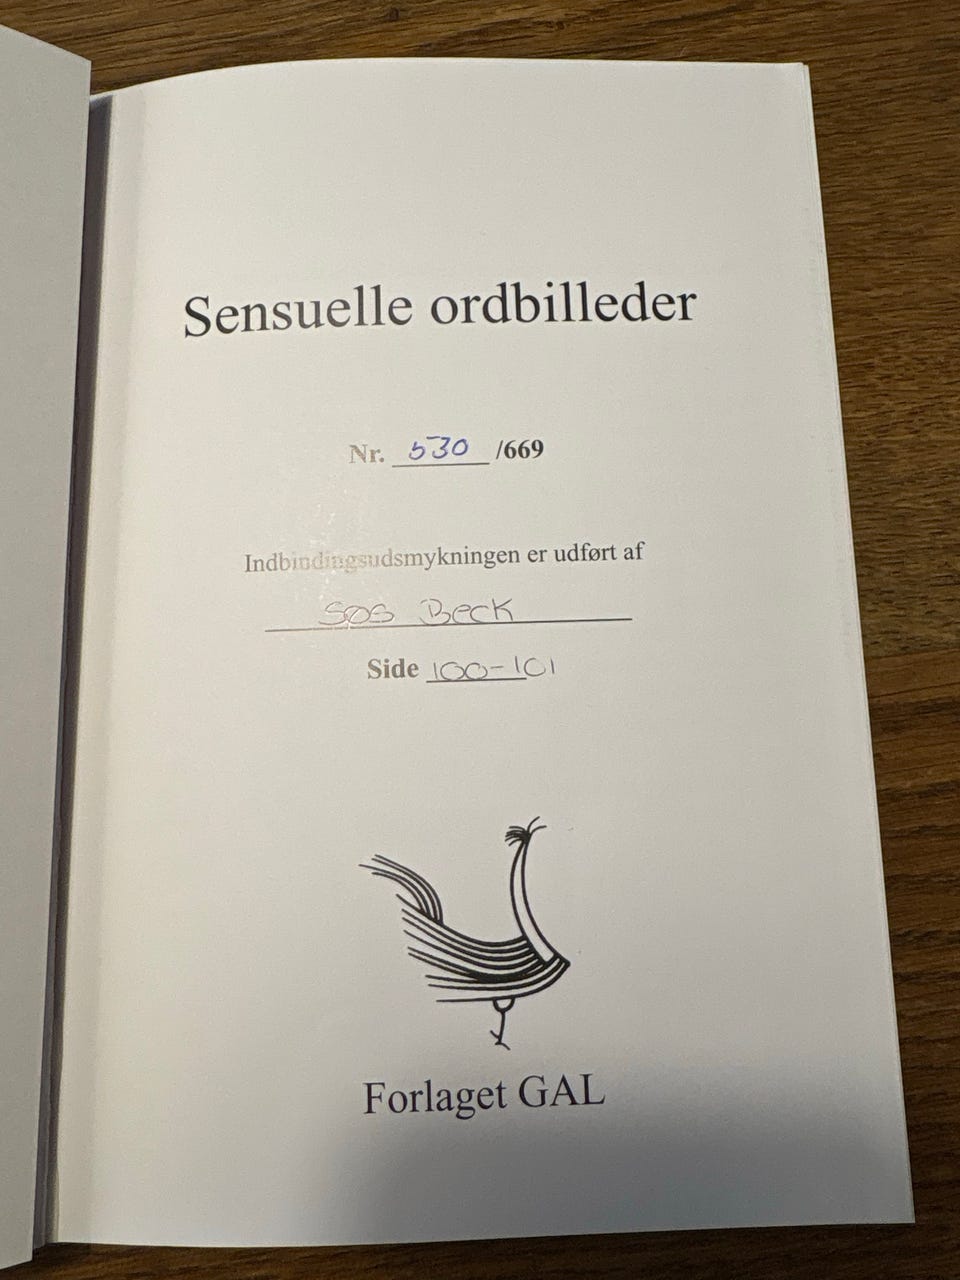 Sensuelle ordbilleder
Nr. 530 /669
Indbindingsudsmykningen er udført af
Søs Beck
Side 100-101
Forlaget GAL